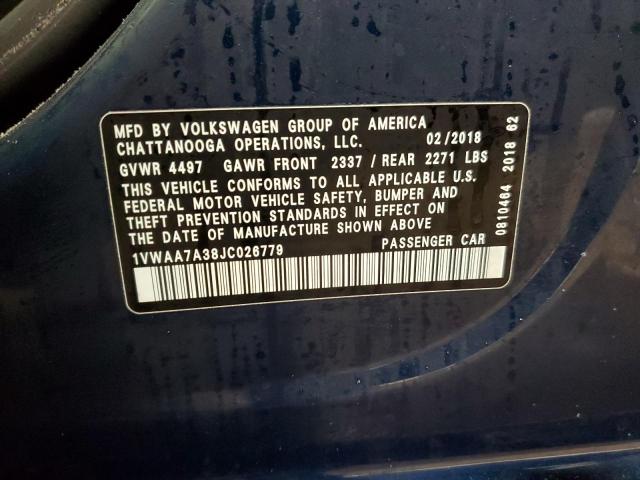 MFD BY VOLKSWAGEN GROUP OF AMERICA
CHATTANOOGA OPERATIONS, LLC. 02/2018
GVWR 4497 GAWR FRONT 2337 / REAR 2271 LBS
THIS VEHICLE CONFORMS TO ALL APPLICABLE U.S.
FEDERAL MOTOR VEHICLE SAFETY, BUMPER AND
THEFT PREVENTION STANDARDS IN EFFECT ON
THE DATE OF MANUFACTURE SHOWN ABOVE
1VWAA7A38JC026779 PASSENGER CAR
0810464 2018 62